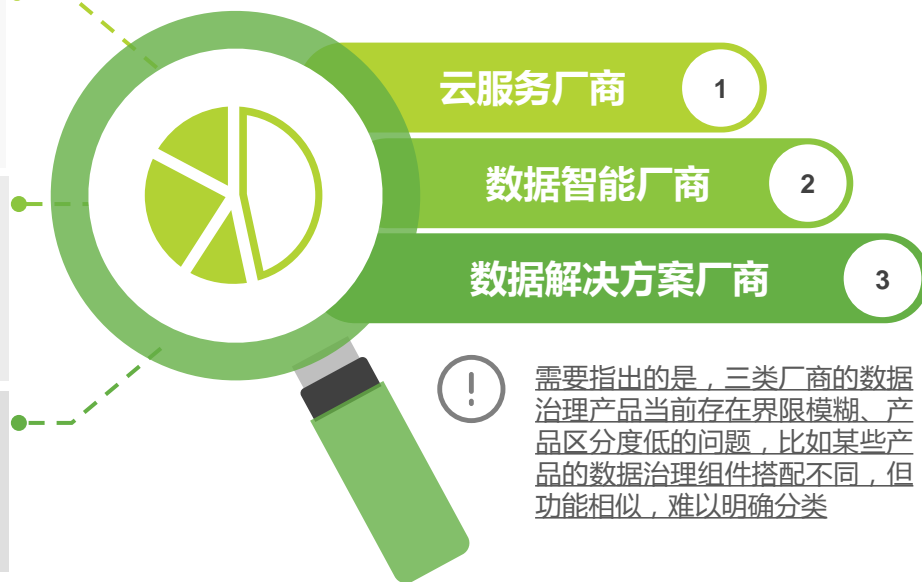 云服务厂商 1
数据智能厂商 2
数据解决方案厂商 3
需要指出的是，三类厂商的数据
治理产品当前存在界限模糊、产
品区分度低的问题，比如某些产
品的数据治理组件搭配不同，但
功能相似，难以明确分类